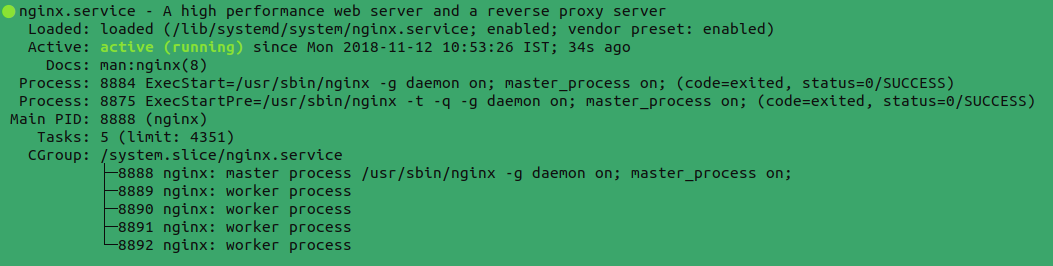 ● nginx.service - A high performance web server and a reverse proxy server
Loaded: loaded (/lib/systemd/system/nginx.service; enabled; vendor preset: enabled)
Active: active (running) since Mon 2018-11-12 10:53:26 IST; 34s ago
Docs: man:nginx(8)
Process: 8884 ExecStart=/usr/sbin/nginx -g daemon on; master_process on; (code=exited, status=0/SUCCESS)
Process: 8875 ExecStartPre=/usr/sbin/nginx -t -q -g daemon on; master_process on; (code=exited, status=0/SUCCESS)
Main PID: 8888 (nginx)
Tasks: 5 (limit: 4351)
CGroup: /system.slice/nginx.service
├─8888 nginx: master process /usr/sbin/nginx -g daemon on; master_process on;
├─8889 nginx: worker process
├─8890 nginx: worker process
├─8891 nginx: worker process
└─8892 nginx: worker process